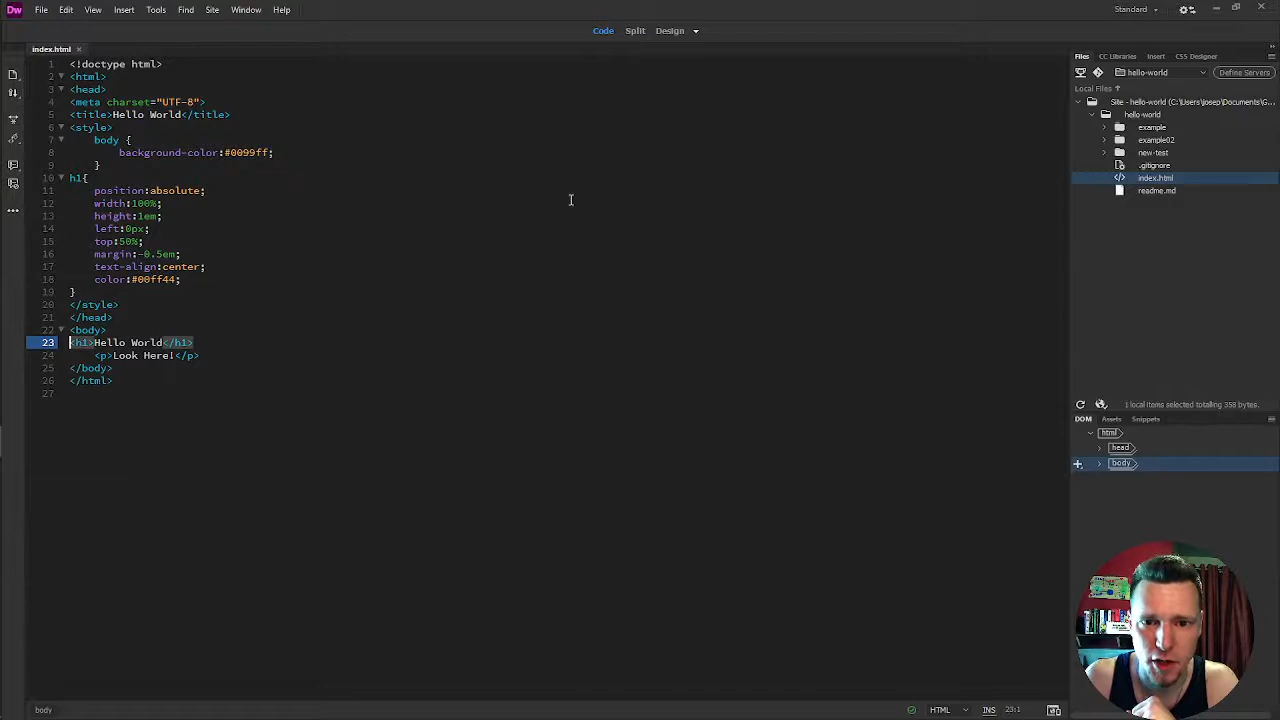 Dw File Edit View Insert Tools Find Site Window Help Standard
Code Split Design
index.html ×
1 <!doctype html>
2 <html>
3 <head>
4 <meta charset="UTF-8">
5 <title>Hello World</title>
6 <style>
7 body {
8 background-color:#0099ff;
9 }
10 h1{
11 position:absolute;
12 width:100%;
13 height:1em;
14 left:0px;
15 top:50%;
16 margin:-0.5em;
17 text-align:center;
18 color:#00ff44;
19 }
20 </style>
21 </head>
22 <body>
23 <h1>Hello World</h1>
24 <p>Look Here!</p>
25 </body>
26 </html>
27
Files CC Libraries Insert CSS Designer
hello-world Define Servers
Local Files
Site - hello-world (C:\Users\josep\Documents\G...
hello-world
example
example02
new-test
.gitignore
index.html
readme.md
1 local items selected totalling 358 bytes.
DOM Assets Snippets
html
head
body
body HTML INS 23:1